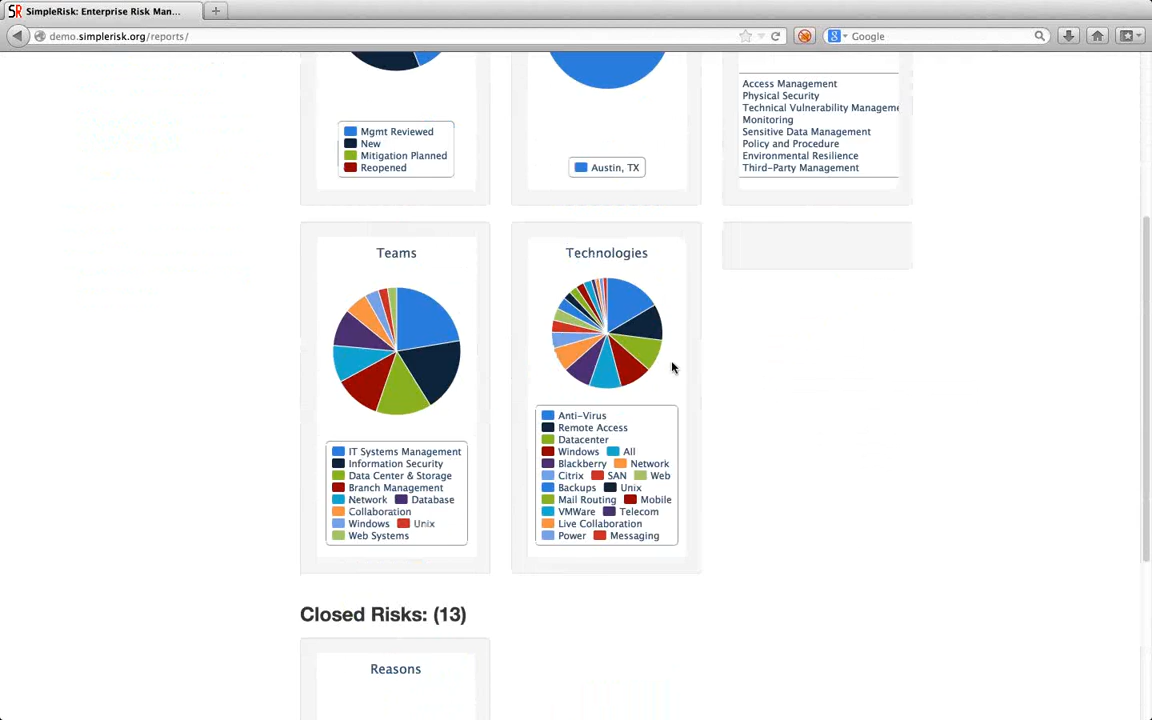 SimpleRisk: Enterprise Risk Man...
demo.simplerisk.org/reports/
Google
Mgmt Reviewed
New
Mitigation Planned
Reopened
Austin, TX
Access Management
Physical Security
Technical Vulnerability Manageme
Monitoring
Sensitive Data Management
Policy and Procedure
Environmental Resilience
Third-Party Management
Teams
IT Systems Management
Information Security
Data Center & Storage
Branch Management
Network Database
Collaboration
Windows Unix
Web Systems
Technologies
Anti-Virus
Remote Access
Datacenter
Windows All
Blackberry Network
Citrix SAN Web
Backups Unix
Mail Routing Mobile
VMWare Telecom
Live Collaboration
Power Messaging
Closed Risks: (13)
Reasons